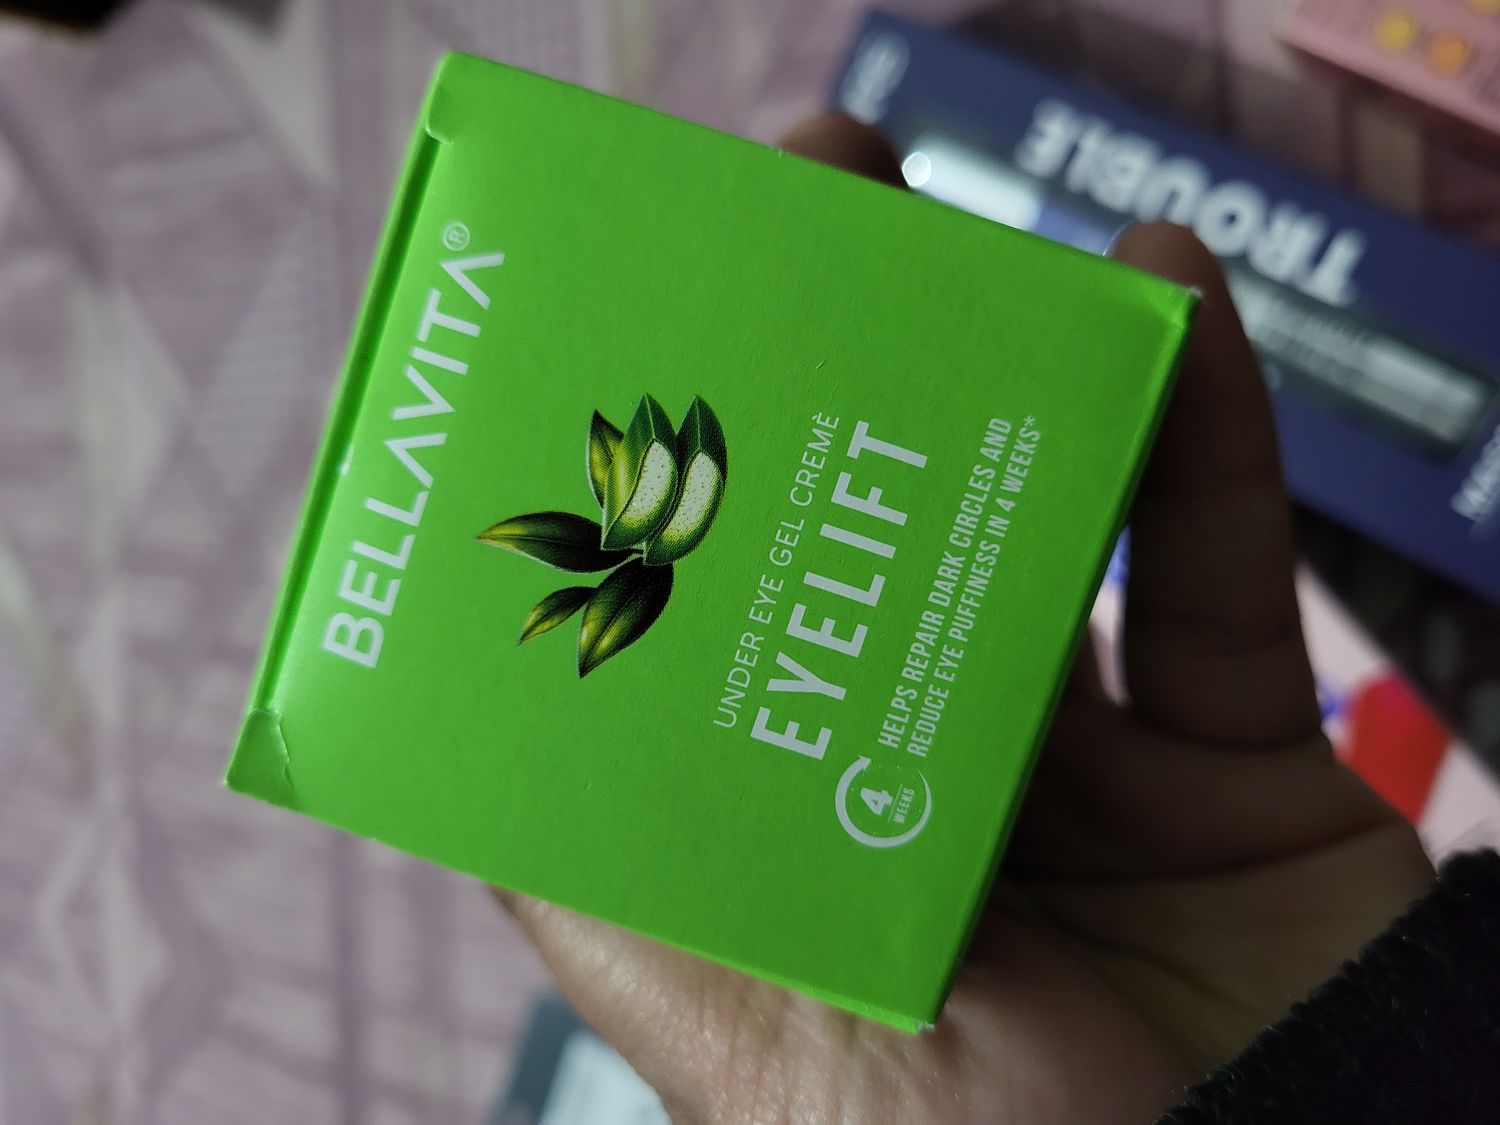 BELLAVITA®
UNDER EYE GEL CREMÈ
EYELIFT
4
WEEKS
HELPS REPAIR DARK CIRCLES AND
REDUCE EYE PUFFINESS IN 4 WEEKS*
TROUBLE